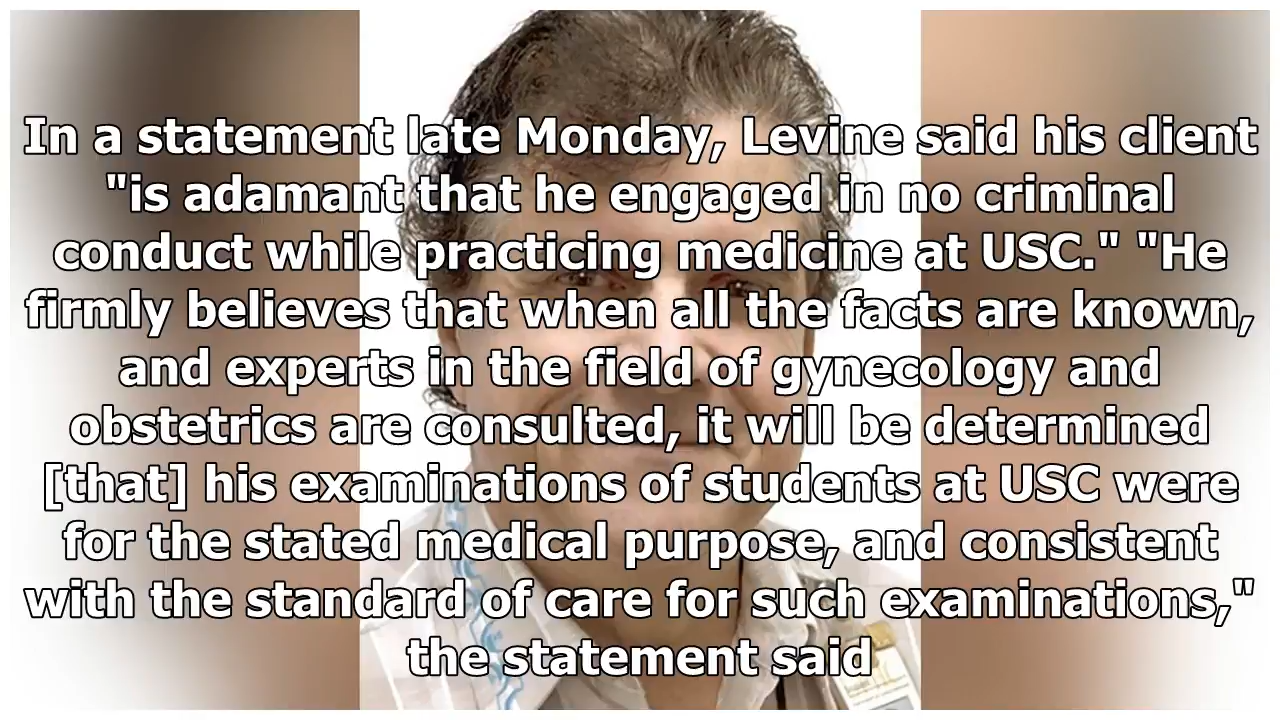 In a statement late Monday, Levine said his client
"is adamant that he engaged in no criminal
conduct while practicing medicine at USC." "He
firmly believes that when all the facts are known,
and experts in the field of gynecology and
obstetrics are consulted, it will be determined
[that] his examinations of students at USC were
for the stated medical purpose, and consistent
with the standard of care for such examinations,"
the statement said